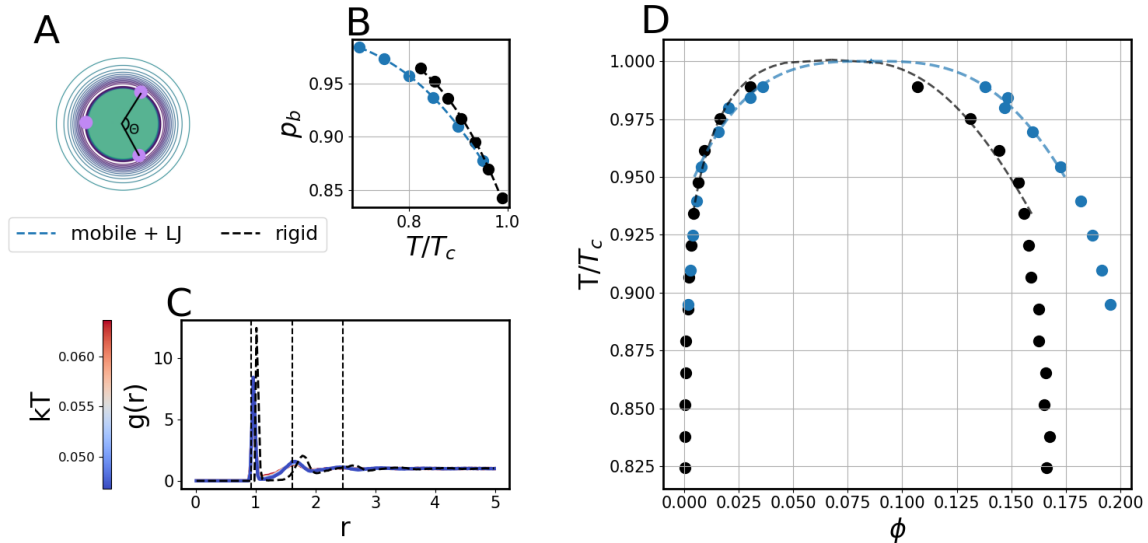 A
Θ
B
p_b
0.95
0.90
0.85
0.8
1.0
T/T_c
mobile + LJ
rigid
C
kT
0.060
0.055
0.050
g(r)
10
5
0
0
1
2
3
4
5
r
D
T/T_c
1.000
0.975
0.950
0.925
0.900
0.875
0.850
0.825
0.000
0.025
0.050
0.075
0.100
0.125
0.150
0.175
0.200
ϕ